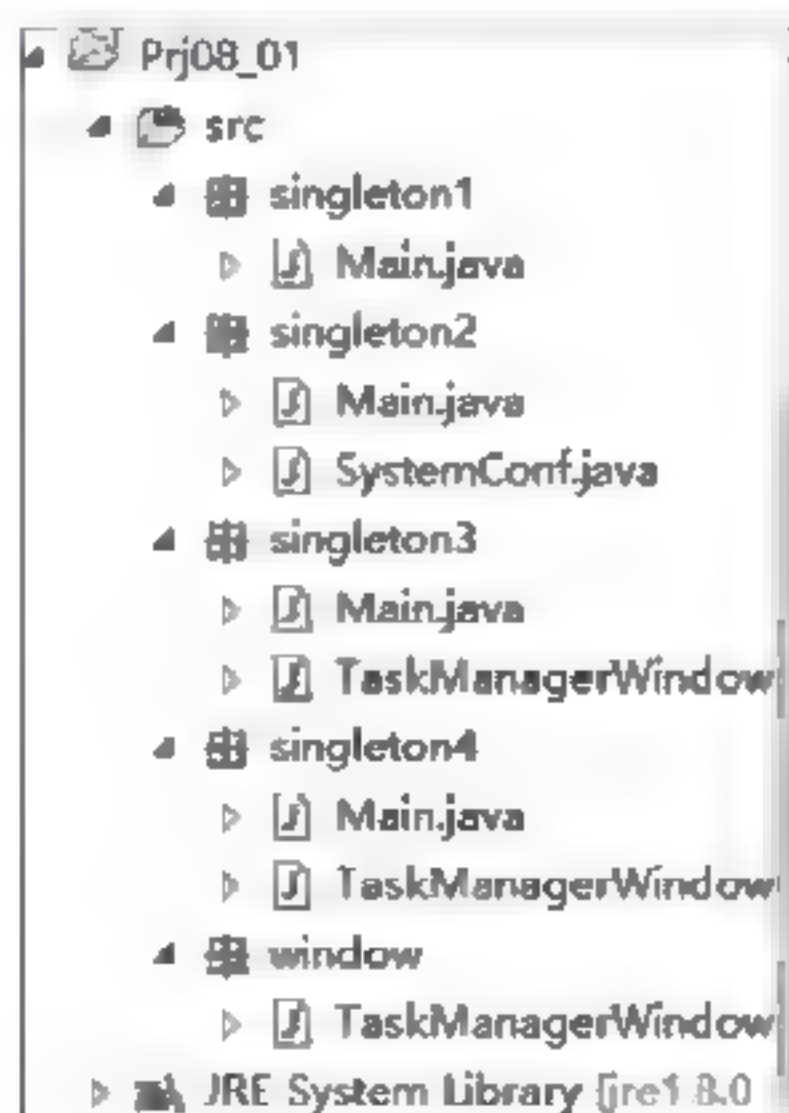 Prj08_01
src
singleton1
Main.java
singleton2
Main.java
SystemConf.java
singleton3
Main.java
TaskManagerWindow
singleton4
Main.java
TaskManagerWindow
window
TaskManagerWindow
JRE System Library [jre1.8.0